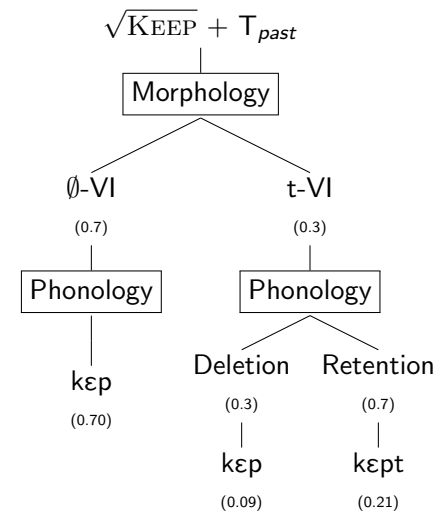 √KEEP + T_past
Morphology
∅-VI t-VI
(0.7) (0.3)
Phonology Phonology
Deletion Retention
kɛp (0.3) (0.7)
(0.70)
kɛp kɛpt
(0.09) (0.21)